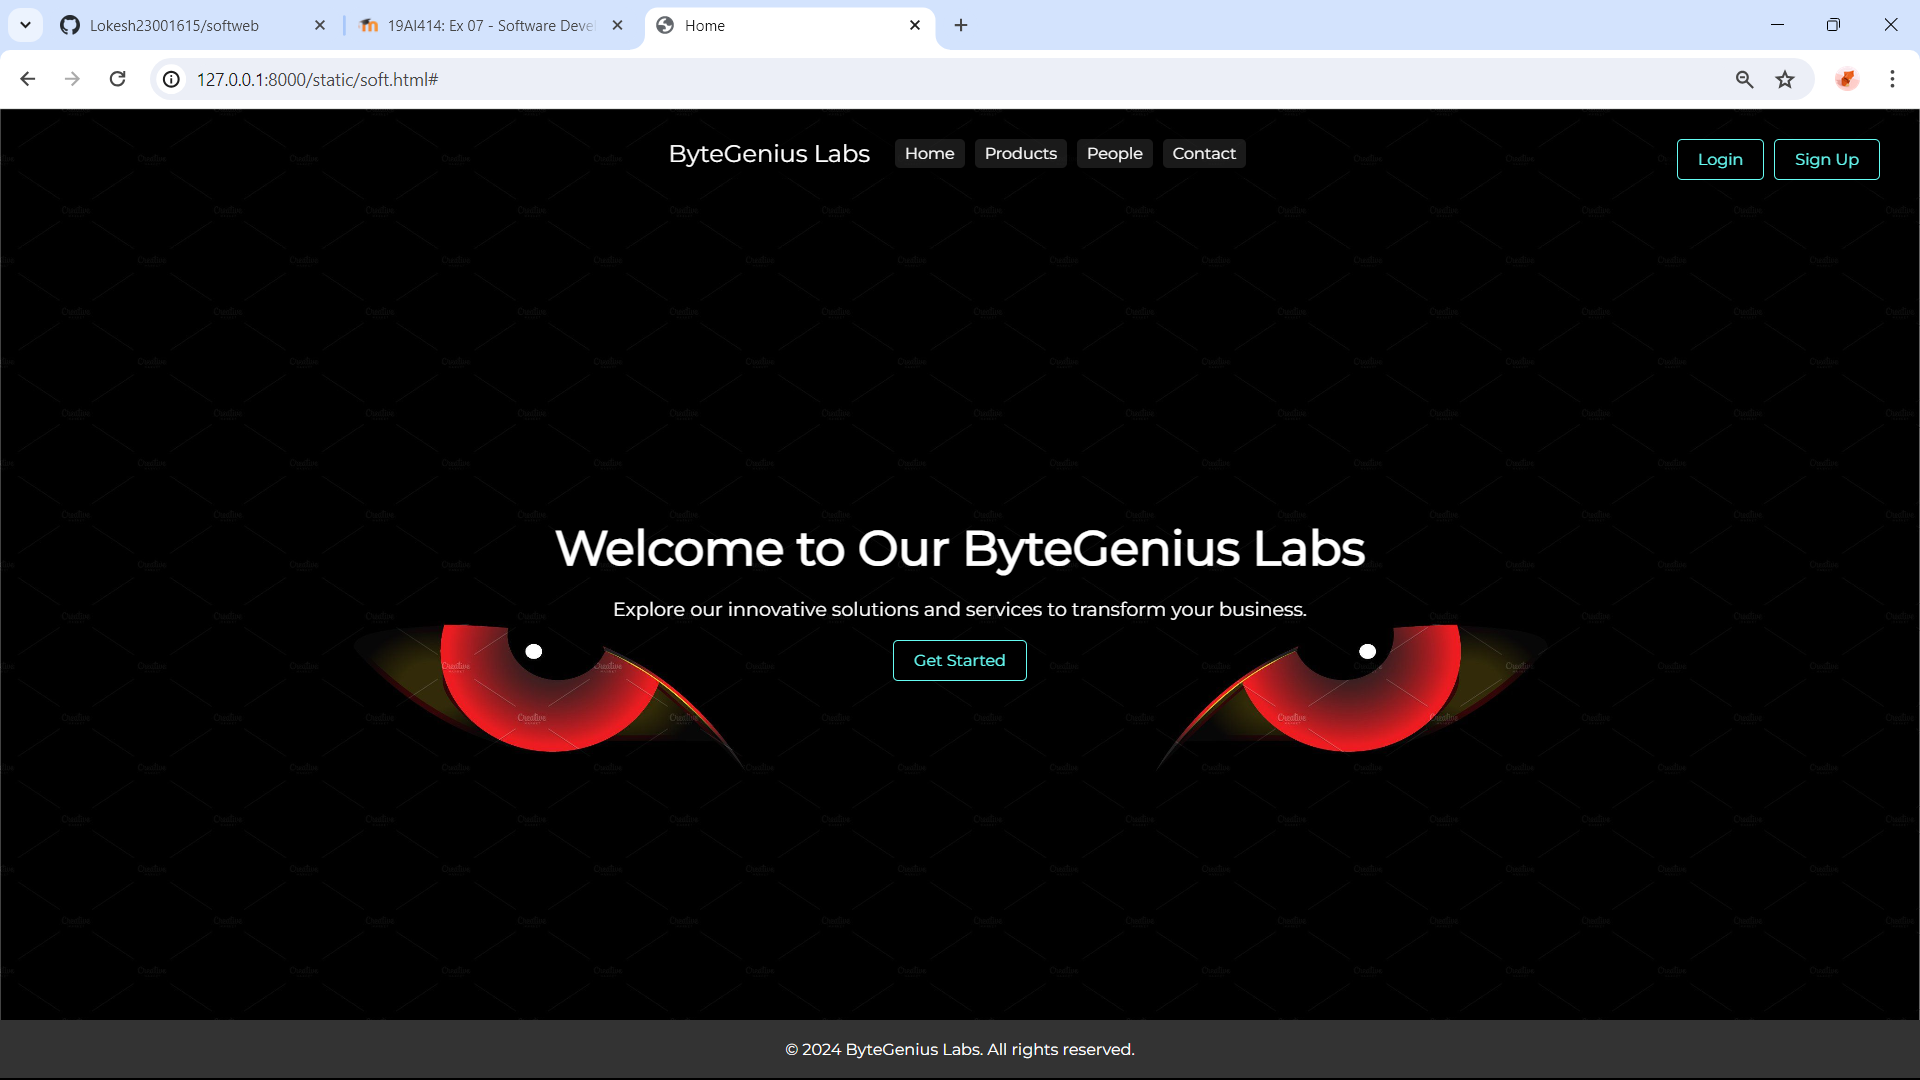 Lokesh23001615/softweb
19AI414: Ex 07 - Software Deve
Home
127.0.0.1:8000/static/soft.html#
ByteGenius Labs
Home
Products
People
Contact
Login
Sign Up
Welcome to Our ByteGenius Labs
Explore our innovative solutions and services to transform your business.
Get Started
© 2024 ByteGenius Labs. All rights reserved.